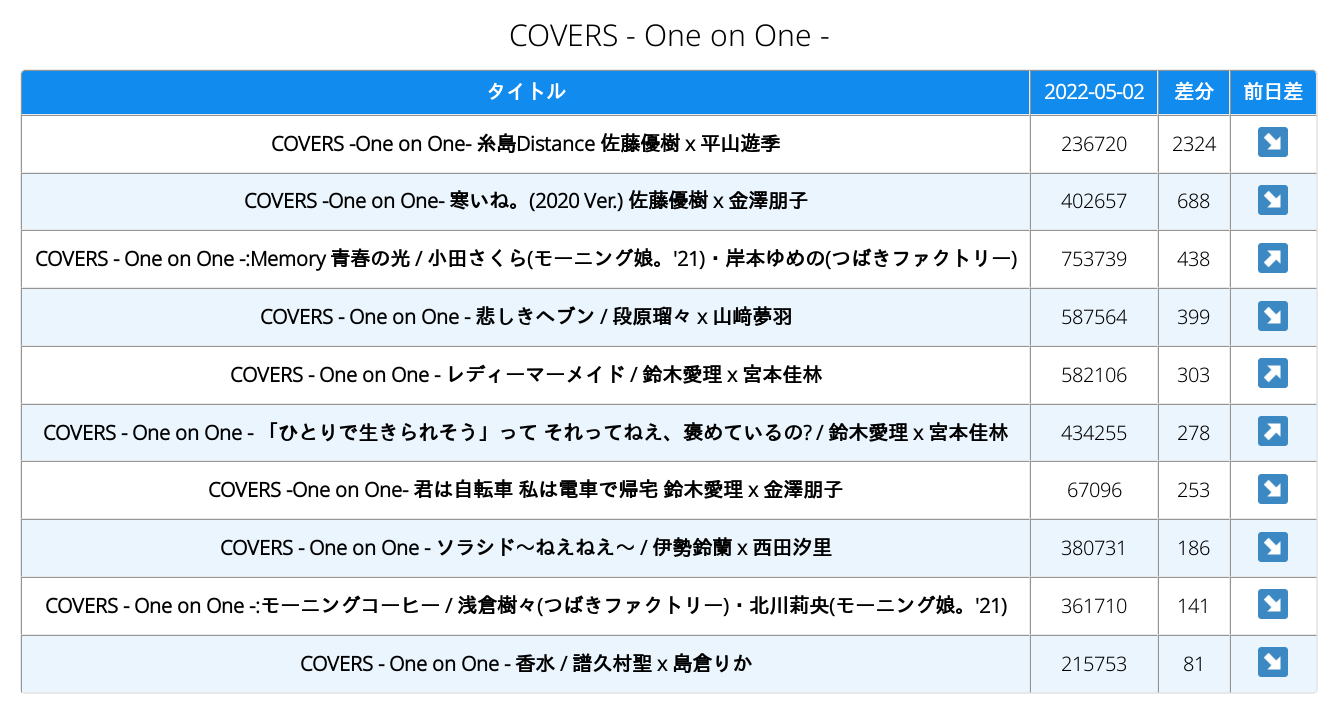 COVERS - One on One -
タイトル 2022-05-02 差分 前日差
COVERS -One on One- 糸島Distance 佐藤優樹 x 平山遊季 236720 2324 ↘
COVERS -One on One- 寒いね。(2020 Ver.) 佐藤優樹 x 金澤朋子 402657 688 ↘
COVERS - One on One -:Memory 青春の光 / 小田さくら(モーニング娘。'21)・岸本ゆめの(つばきファクトリー) 753739 438 ↗
COVERS - One on One - 悲しきヘブン / 段原瑠々 x 山﨑夢羽 587564 399 ↘
COVERS - One on One - レディーマーメイド / 鈴木愛理 x 宮本佳林 582106 303 ↗
COVERS - One on One - 「ひとりで生きられそう」って それってねえ、褒めているの? / 鈴木愛理 x 宮本佳林 434255 278 ↗
COVERS -One on One- 君は自転車 私は電車で帰宅 鈴木愛理 x 金澤朋子 67096 253 ↘
COVERS - One on One - ソラシド〜ねえねえ〜 / 伊勢鈴蘭 x 西田汐里 380731 186 ↘
COVERS - One on One -:モーニングコーヒー / 浅倉樹々(つばきファクトリー)・北川莉央(モーニング娘。'21) 361710 141 ↘
COVERS - One on One - 香水 / 譜久村聖 x 島倉りか 215753 81 ↘